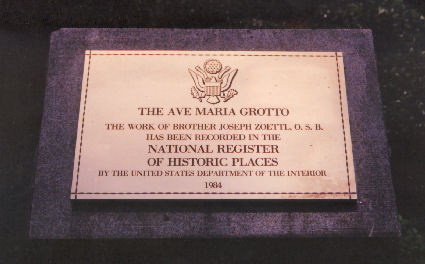 THE AVE MARIA GROTTO
THE WORK OF BROTHER JOSEPH ZOETTL, O. S. B.
HAS BEEN RECORDED IN THE
NATIONAL REGISTER
OF HISTORIC PLACES
BY THE UNITED STATES DEPARTMENT OF THE INTERIOR
1984